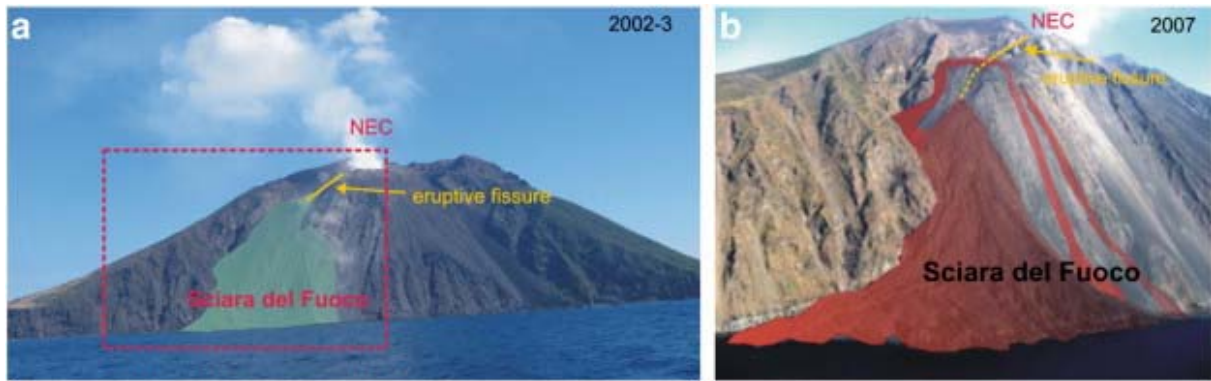 a
2002-3
NEC
eruptive fissure
Sciara del Fuoco
b
NEC
2007
eruptive fissure
Sciara del Fuoco